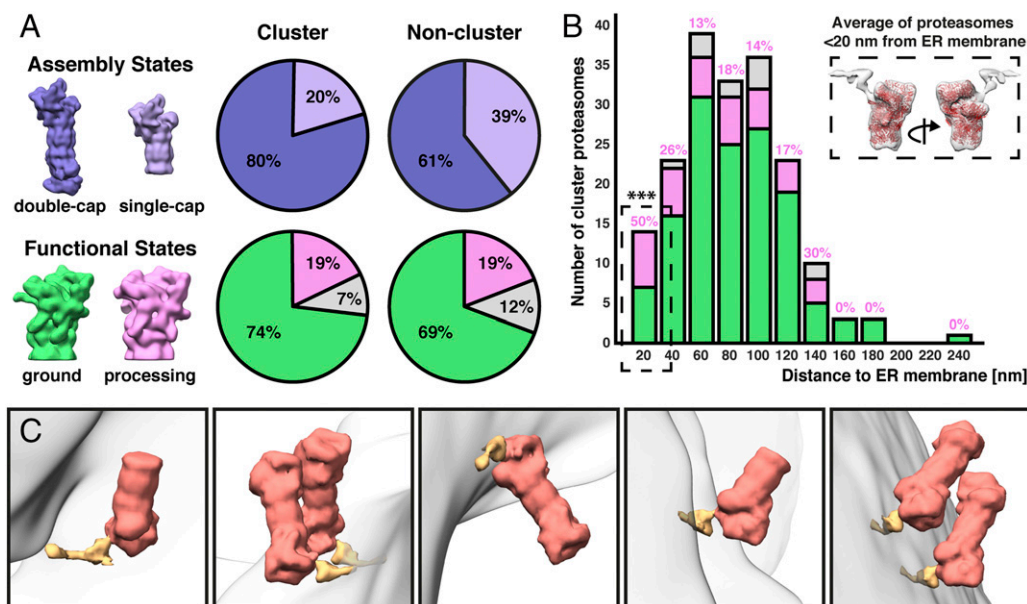 A
Cluster
Non-cluster
Assembly States
double-cap
single-cap
20%
80%
39%
61%
Functional States
ground
processing
19%
7%
74%
19%
12%
69%
B
Number of cluster proteasomes
40
35
30
25
20
15
10
5
0
***
50%
26%
13%
18%
14%
17%
30%
0%
0%
0%
20 40 60 80 100 120 140 160 180 200 220 240
Distance to ER membrane [nm]
Average of proteasomes
<20 nm from ER membrane
C